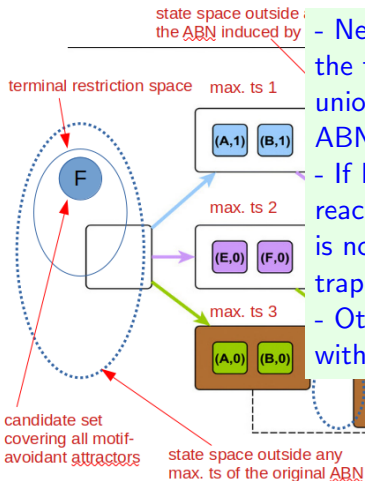 state space outside
the ABN induced by
terminal restriction space
max. ts 1
F
(A,1) (B,1)
max. ts 2
(E,0) (F,0)
max. ts 3
(A,0) (B,0)
candidate set
covering all motif-
avoidant attractors
state space outside any
max. ts of the original ABN
- Ne
the
unio
ABN
- If
reac
is no
trap
- Ot
with